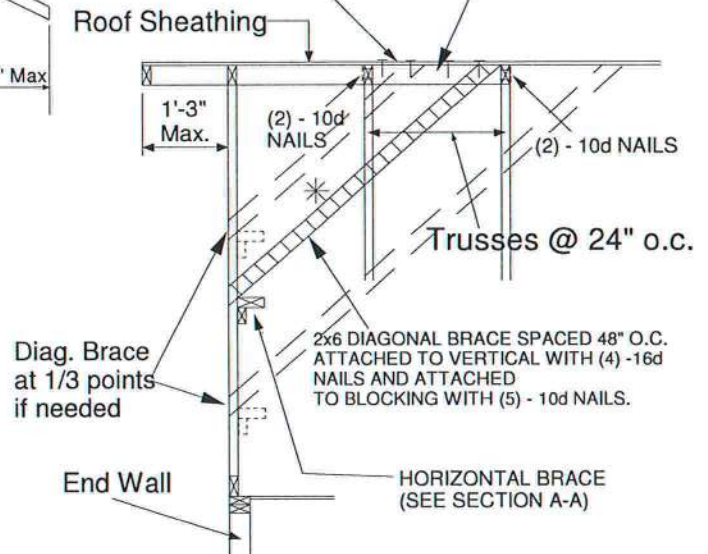 Roof Sheathing
' Max
1'-3"
Max.
(2) - 10d
NAILS
(2) - 10d NAILS
Trusses @ 24" o.c.
2x6 DIAGONAL BRACE SPACED 48" O.C.
ATTACHED TO VERTICAL WITH (4) -16d
NAILS AND ATTACHED
TO BLOCKING WITH (5) - 10d NAILS.
Diag. Brace
at 1/3 points
if needed
End Wall
HORIZONTAL BRACE
(SEE SECTION A-A)